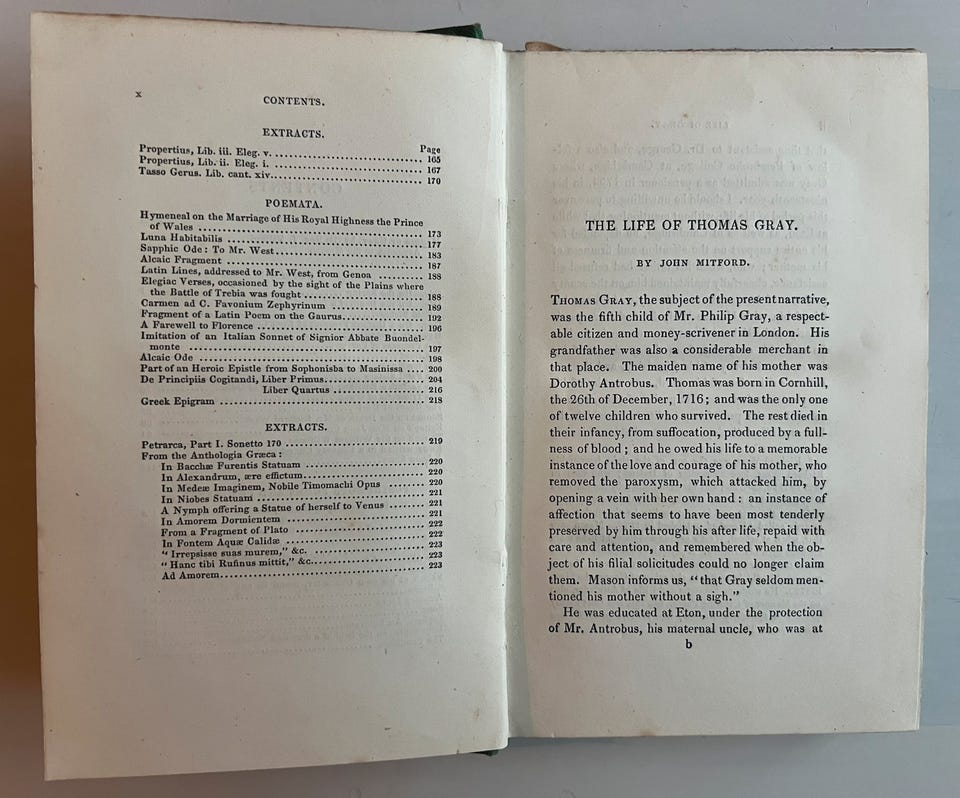 x
CONTENTS.
EXTRACTS.
Page
Propertius, Lib. iii. Eleg. v. ........ 165
Propertius, Lib. ii. Eleg. i. ........ 167
Tasso Gerus. Lib. cant. xiv. ........ 170
POEMATA.
Hymeneal on the Marriage of His Royal Highness the Prince
of Wales ........ 173
Luna Habitabilis ........ 177
Sapphic Ode: To Mr. West ........ 183
Alcaic Fragment ........ 187
Latin Lines, addressed to Mr. West, from Genoa ........ 188
Elegiac Verses, occasioned by the sight of the Plains where
the Battle of Trebia was fought ........ 188
Carmen ad C. Favonium Zephyrinum ........ 189
Fragment of a Latin Poem on the Gaurus ........ 192
A Farewell to Florence ........ 196
Imitation of an Italian Sonnet of Signior Abbate Buondel-
monte ........ 197
Alcaic Ode ........ 198
Part of an Heroic Epistle from Sophonisba to Masinissa .... 200
De Principiis Cogitandi, Liber Primus ........ 204
Liber Quartus ........ 216
Greek Epigram ........ 218
EXTRACTS.
Petrarca, Part I. Sonetto 170 ........ 219
From the Anthologia Græca:
In Bacchæ Furentis Statuam ........ 220
In Alexandrum, ære effictum ........ 220
In Medeæ Imaginem, Nobile Timomachi Opus ........ 220
In Niobes Statuam ........ 221
A Nymph offering a Statue of herself to Venus ........ 221
In Amorem Dormientem ........ 221
From a Fragment of Plato ........ 222
In Fontem Aquæ Calidæ ........ 222
“Irrepsisse suas murem,” &c. ........ 223
“Hanc tibi Rufinus mittit,” &c. ........ 223
Ad Amorem ........ 223
THE LIFE OF THOMAS GRAY.
BY JOHN MITFORD.
THOMAS GRAY, the subject of the present narrative,
was the fifth child of Mr. Philip Gray, a respect-
able citizen and money-scrivener in London. His
grandfather was also a considerable merchant in
that place. The maiden name of his mother was
Dorothy Antrobus. Thomas was born in Cornhill,
the 26th of December, 1716; and was the only one
of twelve children who survived. The rest died in
their infancy, from suffocation, produced by a full-
ness of blood; and he owed his life to a memorable
instance of the love and courage of his mother, who
removed the paroxysm, which attacked him, by
opening a vein with her own hand: an instance of
affection that seems to have been most tenderly
preserved by him through his after life, repaid with
care and attention, and remembered when the ob-
ject of his filial solicitudes could no longer claim
them. Mason informs us, “that Gray seldom men-
tioned his mother without a sigh.”
He was educated at Eton, under the protection
of Mr. Antrobus, his maternal uncle, who was at
b